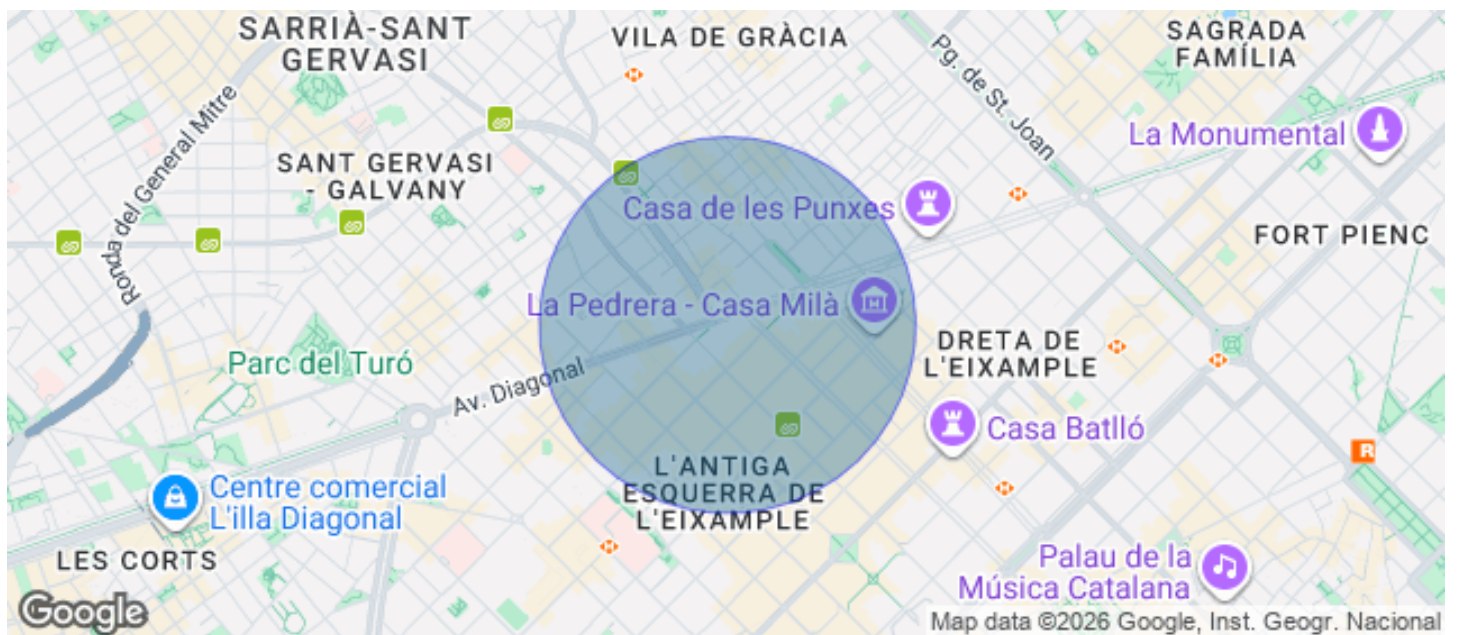 SARRIÀ-SANT
GERVASI
VILA DE GRÀCIA
SAGRADA
FAMÍLIA
Pg. de St. Joan
La Monumental
Ronda del General Mitre
SANT GERVASI
- GALVANY
Casa de les Punxes
FORT PIENC
La Pedrera - Casa Milà
DRETA DE
L'EIXAMPLE
Parc del Turó
Av. Diagonal
Casa Batlló
R
L'ANTIGA
ESQUERRA DE
L'EIXAMPLE
Centre comercial
L'illa Diagonal
LES CORTS
Palau de la
Música Catalana
Google
Map data ©2026 Google, Inst. Geogr. Nacional